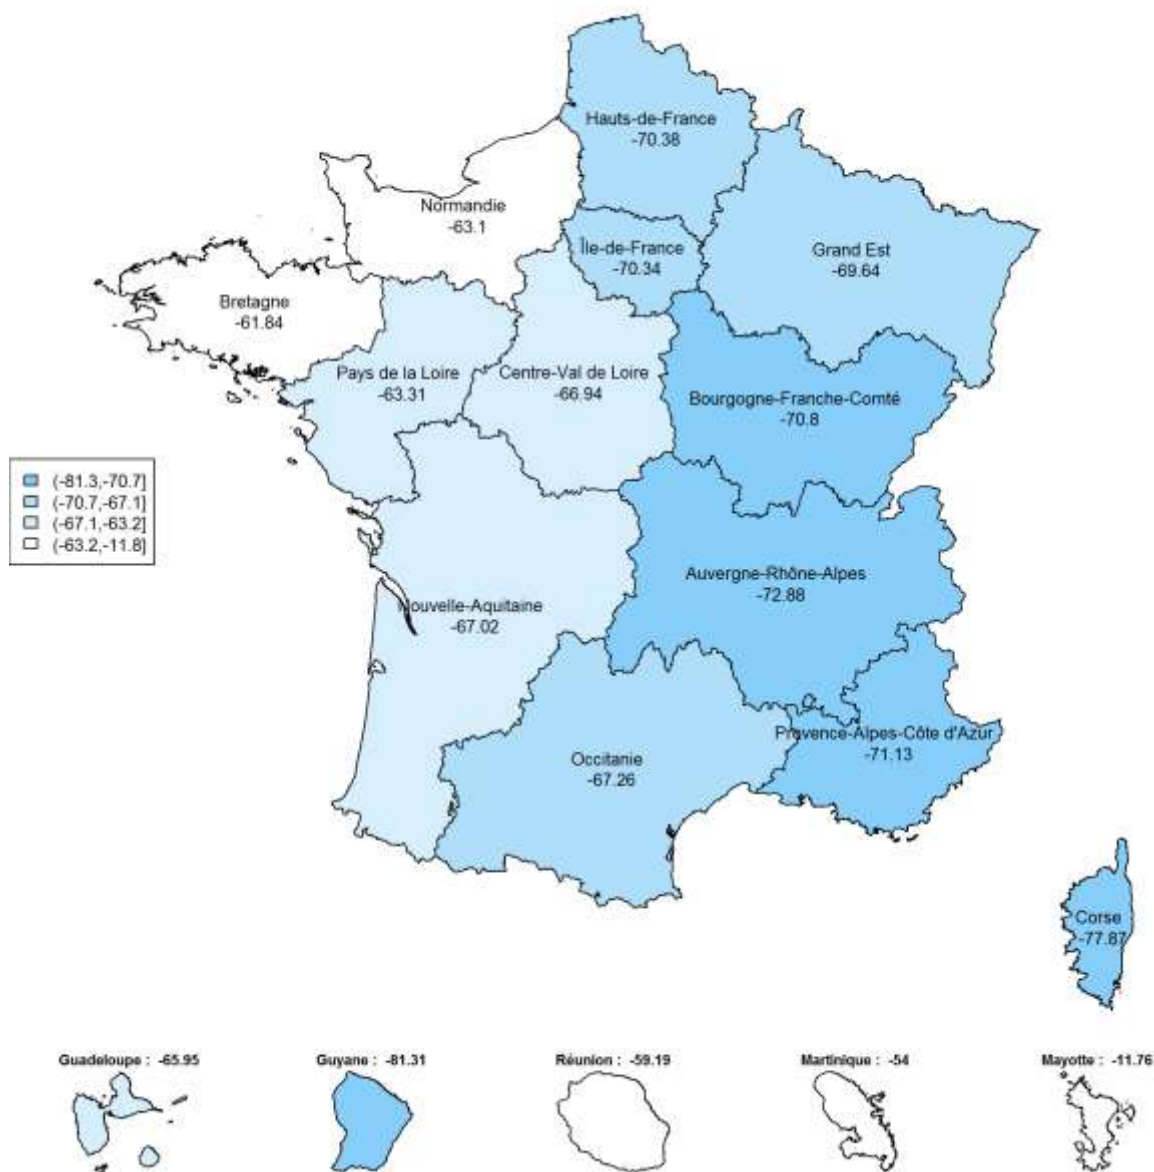 Hauts-de-France
-70.38
Normandie
-63.1
Île-de-France
-70.34
Grand Est
-69.64
Bretagne
-61.84
Pays de la Loire
-63.31
Centre-Val de Loire
-66.94
Bourgogne-Franche-Comté
-70.8
(-81.3,-70.7]
(-70.7,-67.1]
(-67.1,-63.2]
(-63.2,-11.8]
Auvergne-Rhône-Alpes
-72.88
Nouvelle-Aquitaine
-67.02
Provence-Alpes-Côte d'Azur
-71.13
Occitanie
-67.26
Corse
-77.87
Guadeloupe : -65.95
Guyane : -81.31
Réunion : -59.19
Martinique : -54
Mayotte : -11.76